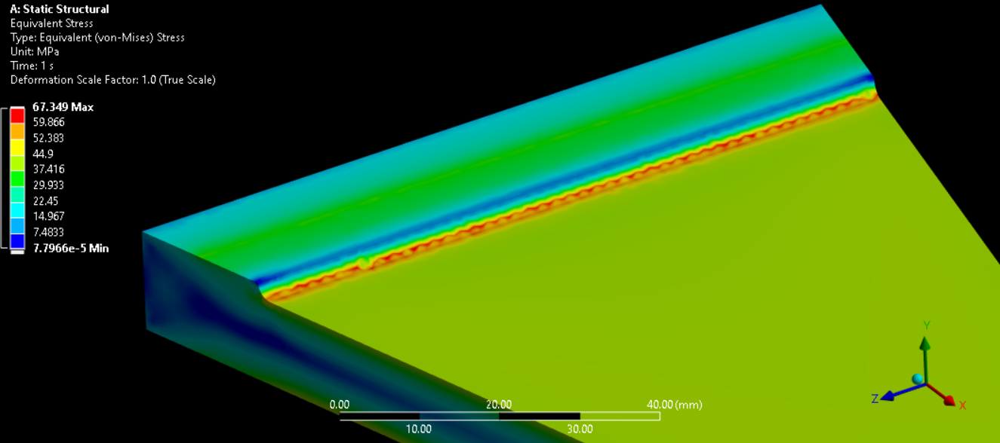 A: Static Structural
Equivalent Stress
Type: Equivalent (von-Mises) Stress
Unit: MPa
Time: 1 s
Deformation Scale Factor: 1.0 (True Scale)
67.349 Max
59.866
52.383
44.9
37.416
29.933
22.45
14.967
7.4833
7.7966e-5 Min
0.00 20.00 40.00 (mm)
10.00 30.00
Y
Z
X